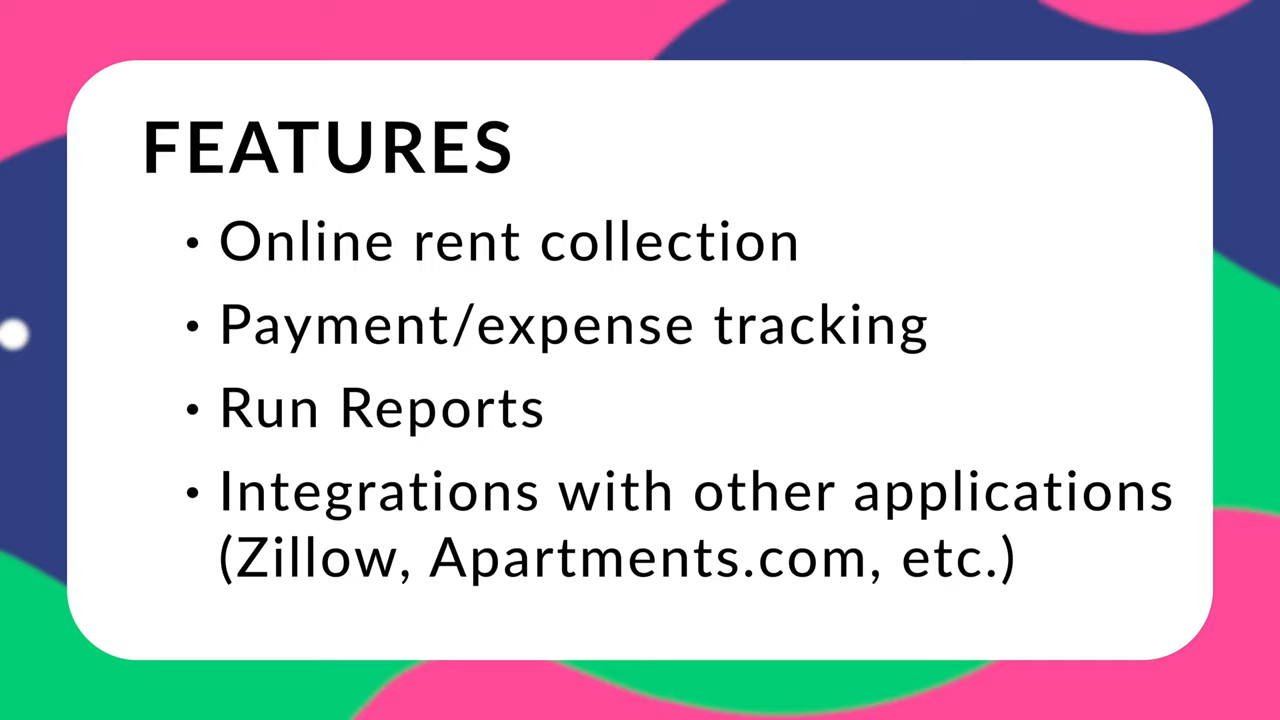 FEATURES
• Online rent collection
• Payment/expense tracking
• Run Reports
• Integrations with other applications
(Zillow, Apartments.com, etc.)